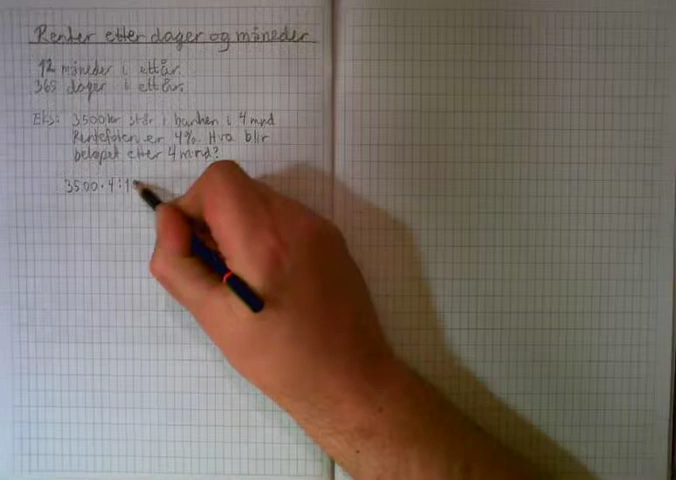 Renter etter dager og måneder
12 måneder i ett år
365 dager i ett år
Eks: 3500kr står i banken i 4 mnd
Rentefoten er 4%. Hva blir
beløpet etter 4 mnd?
3500·4:1